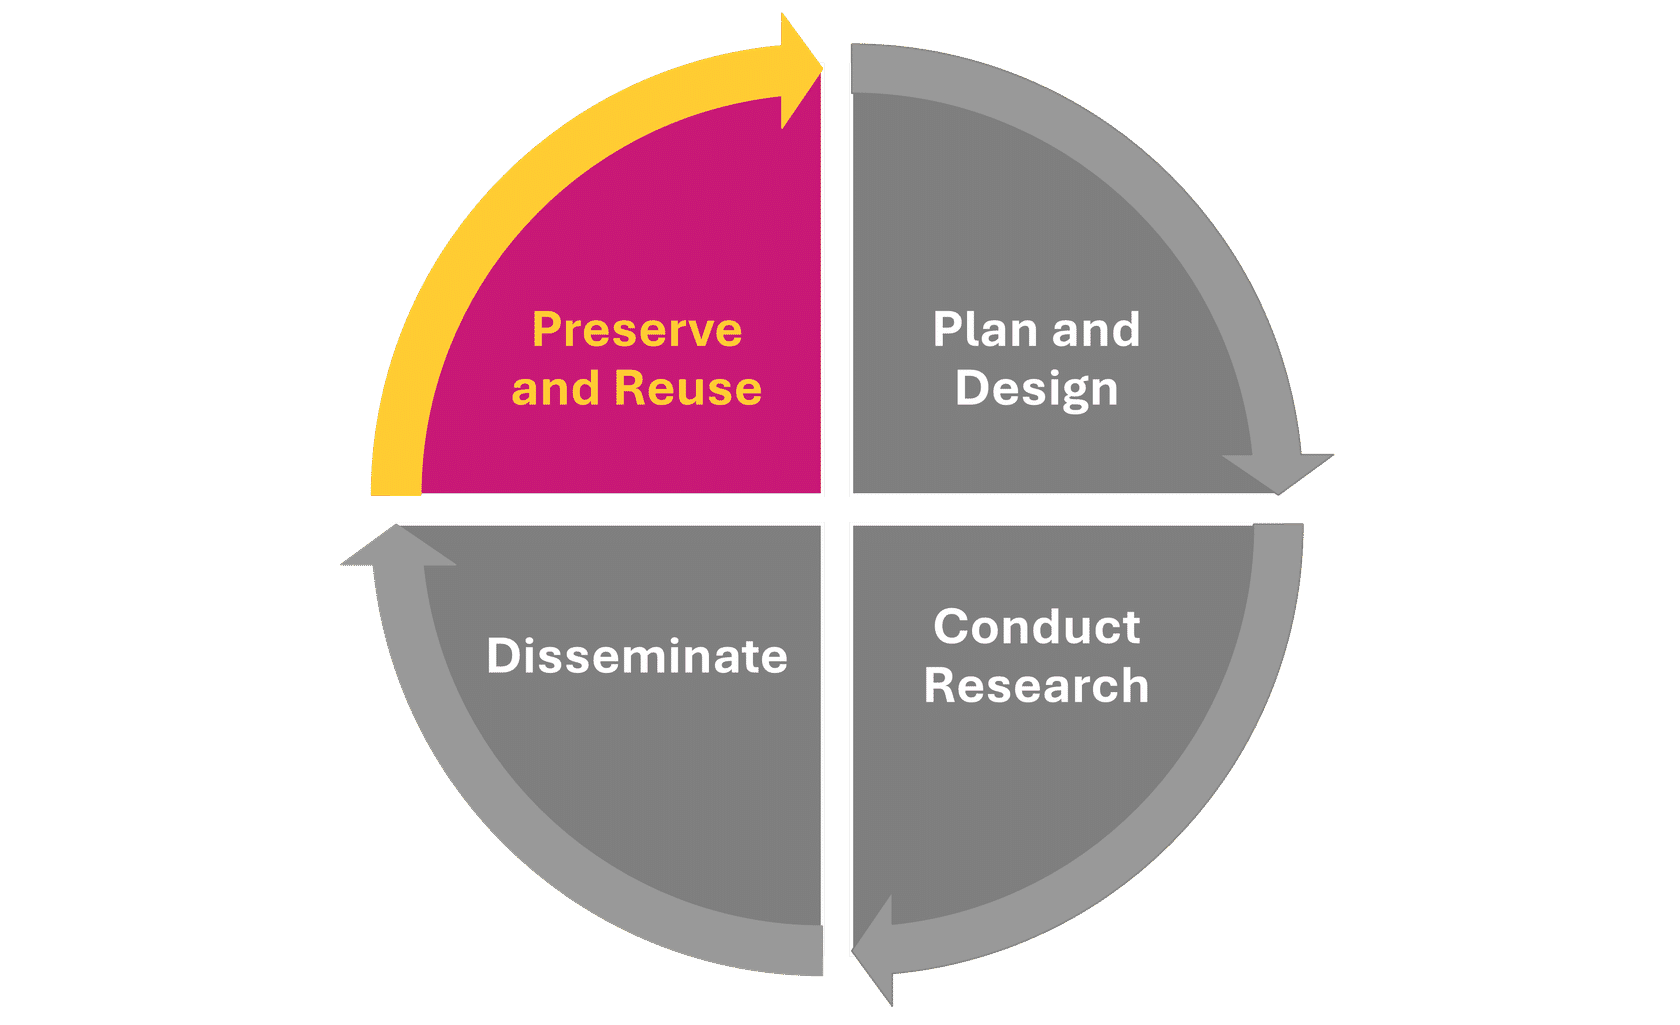 Preserve
and Reuse
Plan and
Design
Disseminate
Conduct
Research